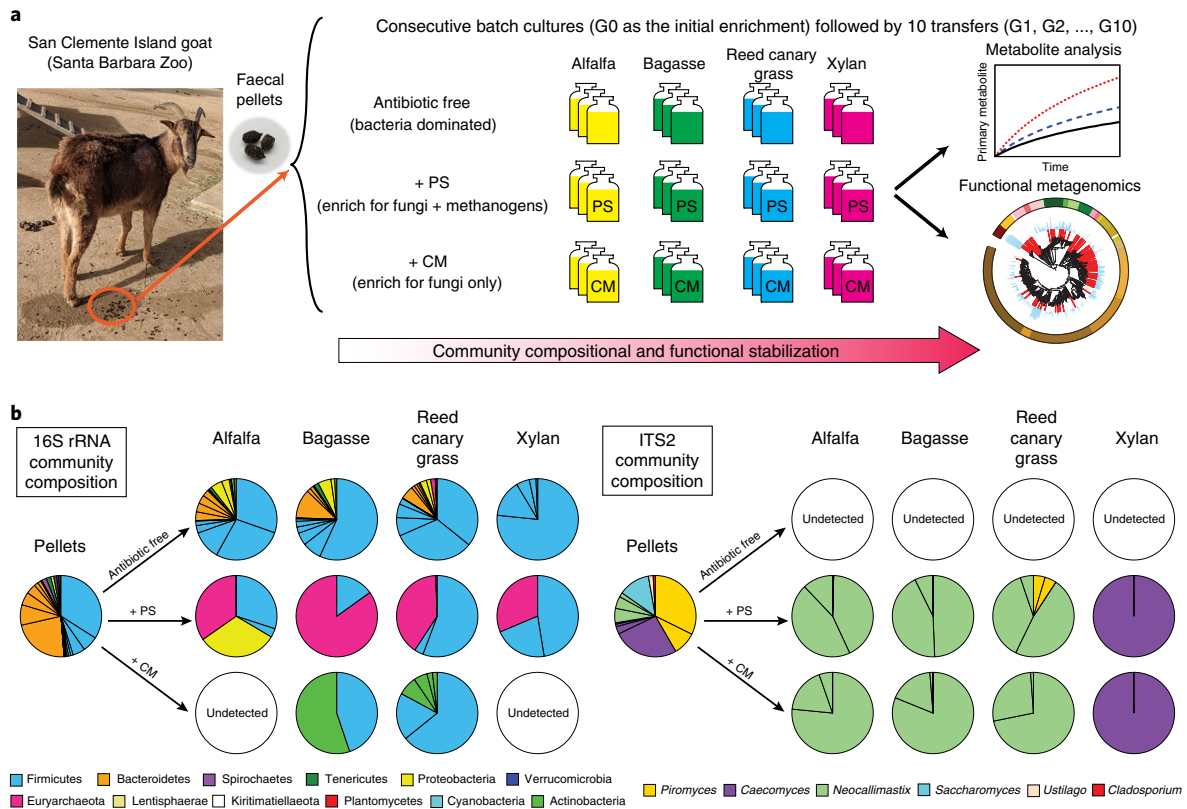 a
San Clemente Island goat
(Santa Barbara Zoo)
Faecal
pellets
Consecutive batch cultures (G0 as the initial enrichment) followed by 10 transfers (G1, G2, ..., G10)
Alfalfa
Bagasse
Reed canary
grass
Xylan
Antibiotic free
(bacteria dominated)
+ PS
(enrich for fungi + methanogens)
PS
PS
PS
PS
+ CM
(enrich for fungi only)
CM
CM
CM
CM
Metabolite analysis
Primary metabolite
Time
Functional metagenomics
Community compositional and functional stabilization
b
16S rRNA
community
composition
Alfalfa
Bagasse
Reed
canary
grass
Xylan
Pellets
Antibiotic free
+ PS
+ CM
Undetected
Undetected
ITS2
community
composition
Alfalfa
Bagasse
Reed
canary
grass
Xylan
Undetected
Undetected
Undetected
Undetected
Pellets
Antibiotic free
+ PS
+ CM
Firmicutes
Bacteroidetes
Spirochaetes
Tenericutes
Proteobacteria
Verrucomicrobia
Euryarchaeota
Lentisphaerae
Kiritimatiellaeota
Plantomycetes
Cyanobacteria
Actinobacteria
Piromyces
Caecomyces
Neocallimastix
Saccharomyces
Ustilago
Cladosporium